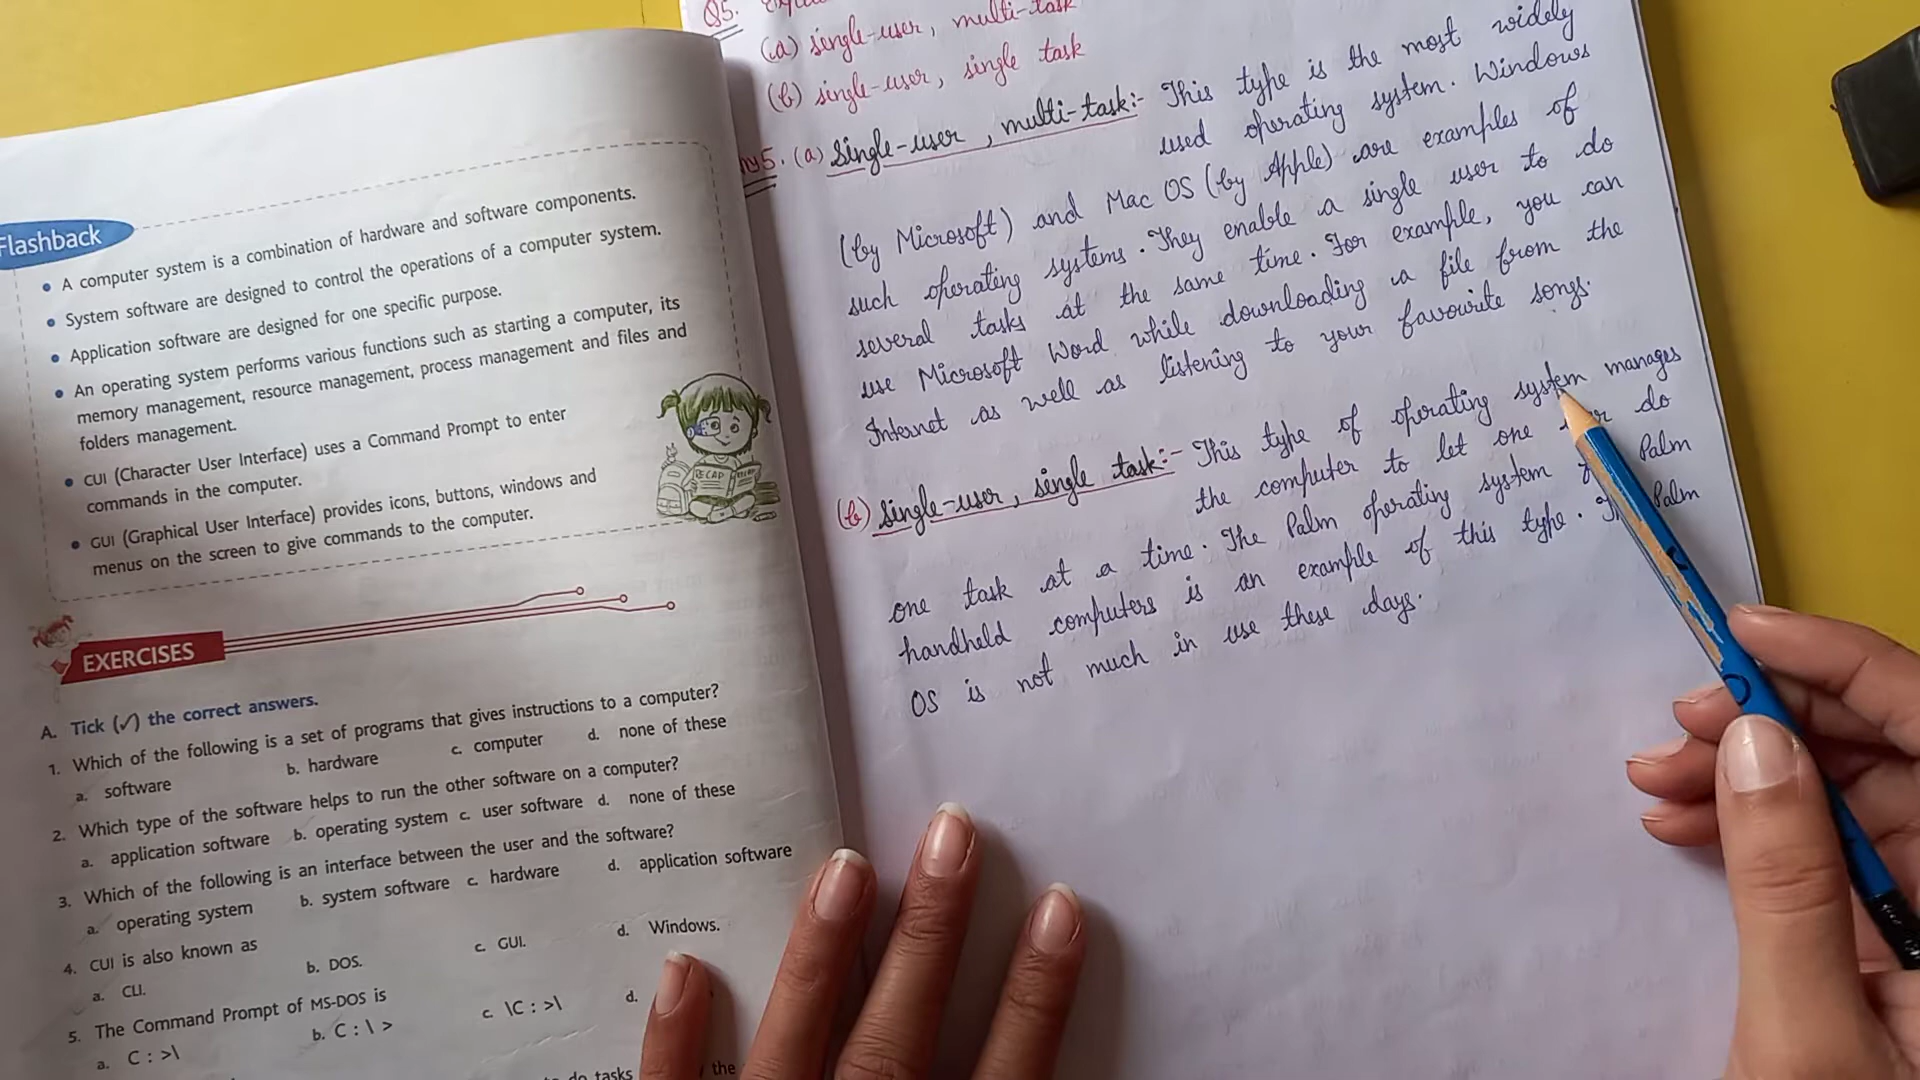 Flashback
• A computer system is a combination of hardware and software components.
• System software are designed to control the operations of a computer system.
• Application software are designed for one specific purpose.
• An operating system performs various functions such as starting a computer, its
memory management, resource management, process management and files and
folders management.
• CUI (Character User Interface) uses a Command Prompt to enter
commands in the computer.
• GUI (Graphical User Interface) provides icons, buttons, windows and
menus on the screen to give commands to the computer.
RECAP
EXERCISES
A. Tick (✓) the correct answers.
1. Which of the following is a set of programs that gives instructions to a computer?
a. software b. hardware c. computer d. none of these
2. Which type of the software helps to run the other software on a computer?
a. application software b. operating system c. user software d. none of these
3. Which of the following is an interface between the user and the software?
a. operating system b. system software c. hardware d. application software
4. CUI is also known as
a. CLI. b. DOS. c. GUI. d. Windows.
5. The Command Prompt of MS-DOS is
a. C : >\ b. C : \ > c. \C : >\ d.
do tasks the
Q5.
(a) single-user, multi-task
(b) single-user, single task
5. (a) Single-user, multi-task:- This type is the most widely
used operating system. Windows
(by Microsoft) and Mac OS (by Apple) are examples of
such operating systems. They enable a single user to do
several tasks at the same time. For example, you can
use Microsoft Word while downloading a file from the
Internet as well as listening to your favourite songs.
(b) Single-user, single task:- This type of operating system manages
the computer to let one do
one task at a time. The Palm operating system Palm
handheld computers is an example of this type. Palm
OS is not much in use these days.